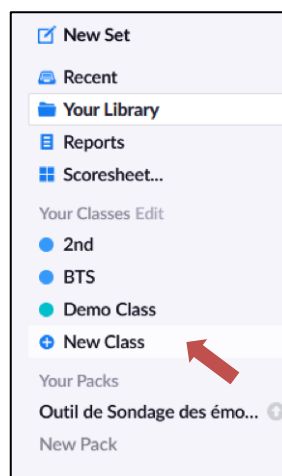 New Set
Recent
Your Library
Reports
Scoresheet...
Your Classes Edit
2nd
BTS
Demo Class
New Class
Your Packs
Outil de Sondage des émo...
New Pack